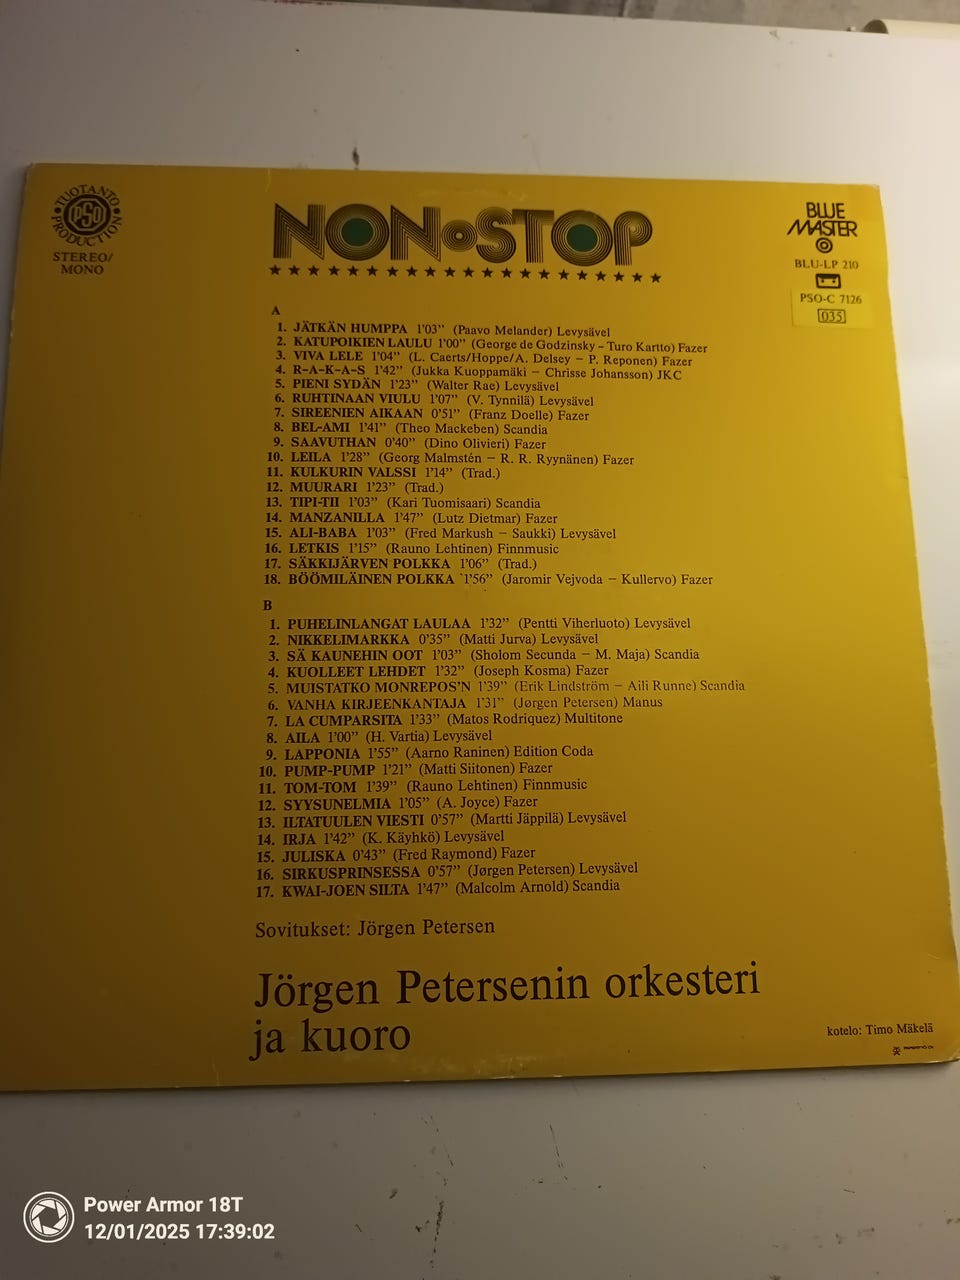 TUOTANTO
PSO
PRODUCTION
STEREO/
MONO
NON•STOP
BLUE
MASTER
BLU-LP 210
PSO-C 7126
035
A
1. JÄTKÄN HUMPPA 1'03" (Paavo Melander) Levysävel
2. KATUPOIKIEN LAULU 1'00" (George de Godzinsky – Turo Kartto) Fazer
3. VIVA LELE 1'04" (L. Caerts/Hoppe/A. Delsey – P. Reponen) Fazer
4. R–A–K–A–S 1'42" (Jukka Kuoppamäki – Chrisse Johansson) JKC
5. PIENI SYDÄN 1'23" (Walter Rae) Levysävel
6. RUHTINAAN VIULU 1'07" (V. Tynnilä) Levysävel
7. SIREENIEN AIKAAN 0'51" (Franz Doelle) Fazer
8. BEL-AMI 1'41" (Theo Mackeben) Scandia
9. SAAVUTHAN 0'40" (Dino Olivieri) Fazer
10. LEILA 1'28" (Georg Malmstén – R. R. Ryynänen) Fazer
11. KULKURIN VALSSI 1'14" (Trad.)
12. MUURARI 1'23" (Trad.)
13. TIPI-TII 1'03" (Kari Tuomisaari) Scandia
14. MANZANILLA 1'47" (Lutz Dietmar) Fazer
15. ALI-BABA 1'03" (Fred Markush – Saukki) Levysävel
16. LETKIS 1'15" (Rauno Lehtinen) Finnmusic
17. SÄKKIJÄRVEN POLKKA 1'06" (Trad.)
18. BÖÖMILÄINEN POLKKA 1'56" (Jaromir Vejvoda – Kullervo) Fazer
B
1. PUHELINLANGAT LAULAA 1'32" (Pentti Viherluoto) Levysävel
2. NIKKELIMARKKA 0'35" (Matti Jurva) Levysävel
3. SÄ KAUNEHIN OOT 1'03" (Sholom Secunda – M. Maja) Scandia
4. KUOLLEET LEHDET 1'32" (Joseph Kosma) Fazer
5. MUISTATKO MONREPOS'N 1'39" (Erik Lindström – Aili Runne) Scandia
6. VANHA KIRJEENKANTAJA 1'31" (Jørgen Petersen) Manus
7. LA CUMPARSITA 1'33" (Matos Rodriquez) Multitone
8. AILA 1'00" (H. Vartia) Levysävel
9. LAPPONIA 1'55" (Aarno Raninen) Edition Coda
10. PUMP-PUMP 1'21" (Matti Siitonen) Fazer
11. TOM-TOM 1'39" (Rauno Lehtinen) Finnmusic
12. SYYSUNELMIA 1'05" (A. Joyce) Fazer
13. ILTATUULEN VIESTI 0'57" (Martti Jäppilä) Levysävel
14. IRJA 1'42" (K. Käyhkö) Levysävel
15. JULISKA 0'43" (Fred Raymond) Fazer
16. SIRKUSPRINSESSA 0'57" (Jørgen Petersen) Levysävel
17. KWAI-JOEN SILTA 1'47" (Malcolm Arnold) Scandia
Sovitukset: Jörgen Petersen
Jörgen Petersenin orkesteri
ja kuoro
kotelo: Timo Mäkelä
Power Armor 18T
12/01/2025 17:39:02